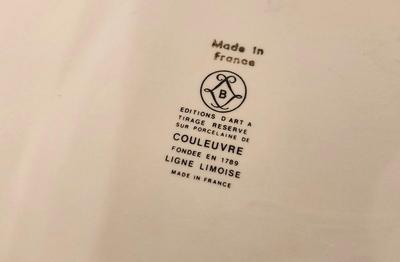 Made in
France
B
EDITIONS D'ART A
TIRAGE RESERVE
SUR PORCELAINE DE
COULEUVRE
FONDEE EN 1789
LIGNE LIMOISE
MADE IN FRANCE